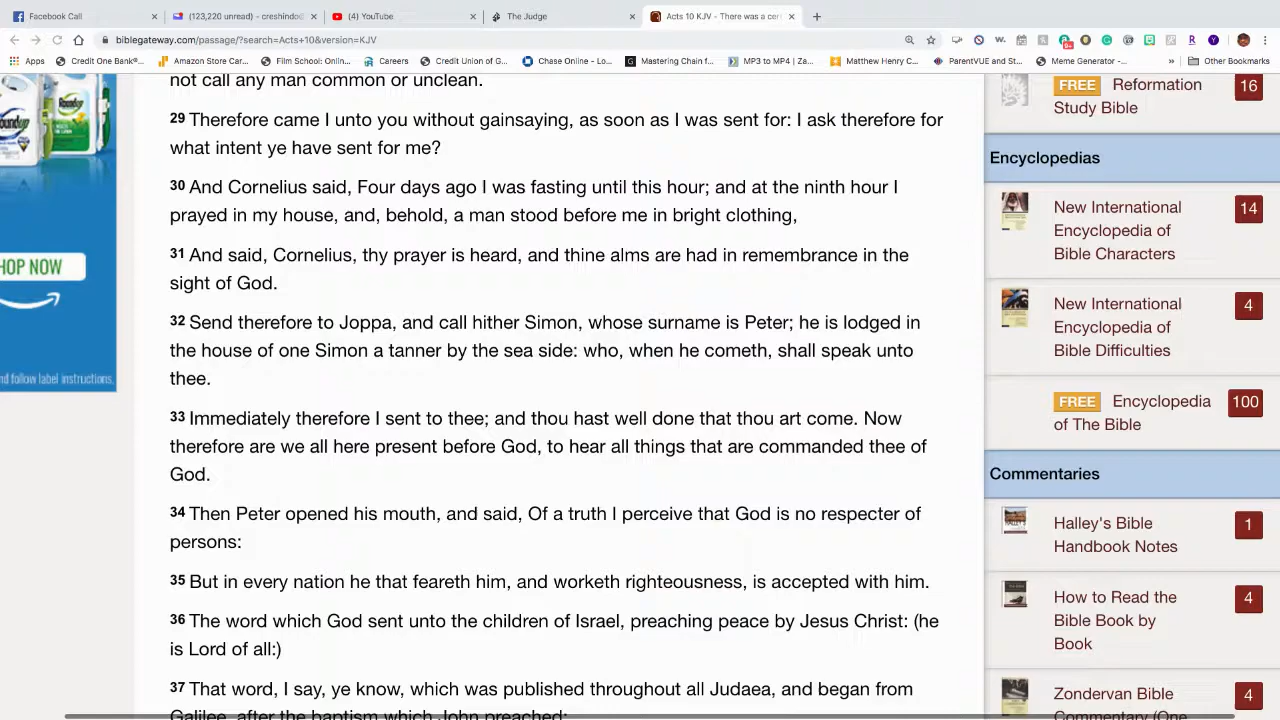 Facebook Call
(123,220 unread) - creshindo
(4) YouTube
The Judge
Acts 10 KJV - There was a cer
biblegateway.com/passage/?search=Acts+10&version=KJV
Apps
Credit One Bank®...
Amazon Store Car...
Film School: Onlin...
Careers
Credit Union of G...
Chase Online - Lo...
Mastering Chain f...
MP3 to MP4 | Za...
Matthew Henry C...
ParentVUE and St...
Meme Generator -...
»
Other Bookmarks
not call any man common or unclean.
29 Therefore came I unto you without gainsaying, as soon as I was sent for: I ask therefore for
what intent ye have sent for me?
30 And Cornelius said, Four days ago I was fasting until this hour; and at the ninth hour I
prayed in my house, and, behold, a man stood before me in bright clothing,
31 And said, Cornelius, thy prayer is heard, and thine alms are had in remembrance in the
sight of God.
32 Send therefore to Joppa, and call hither Simon, whose surname is Peter; he is lodged in
the house of one Simon a tanner by the sea side: who, when he cometh, shall speak unto
thee.
33 Immediately therefore I sent to thee; and thou hast well done that thou art come. Now
therefore are we all here present before God, to hear all things that are commanded thee of
God.
34 Then Peter opened his mouth, and said, Of a truth I perceive that God is no respecter of
persons:
35 But in every nation he that feareth him, and worketh righteousness, is accepted with him.
36 The word which God sent unto the children of Israel, preaching peace by Jesus Christ: (he
is Lord of all:)
37 That word, I say, ye know, which was published throughout all Judaea, and began from
Galilee, after the baptism which John preached;
HOP NOW
nd follow label instructions.
FREE Reformation 16
Study Bible
Encyclopedias
New International 14
Encyclopedia of
Bible Characters
New International 4
Encyclopedia of
Bible Difficulties
FREE Encyclopedia 100
of The Bible
Commentaries
Halley's Bible 1
Handbook Notes
How to Read the 4
Bible Book by
Book
Zondervan Bible 4
Commentary (One